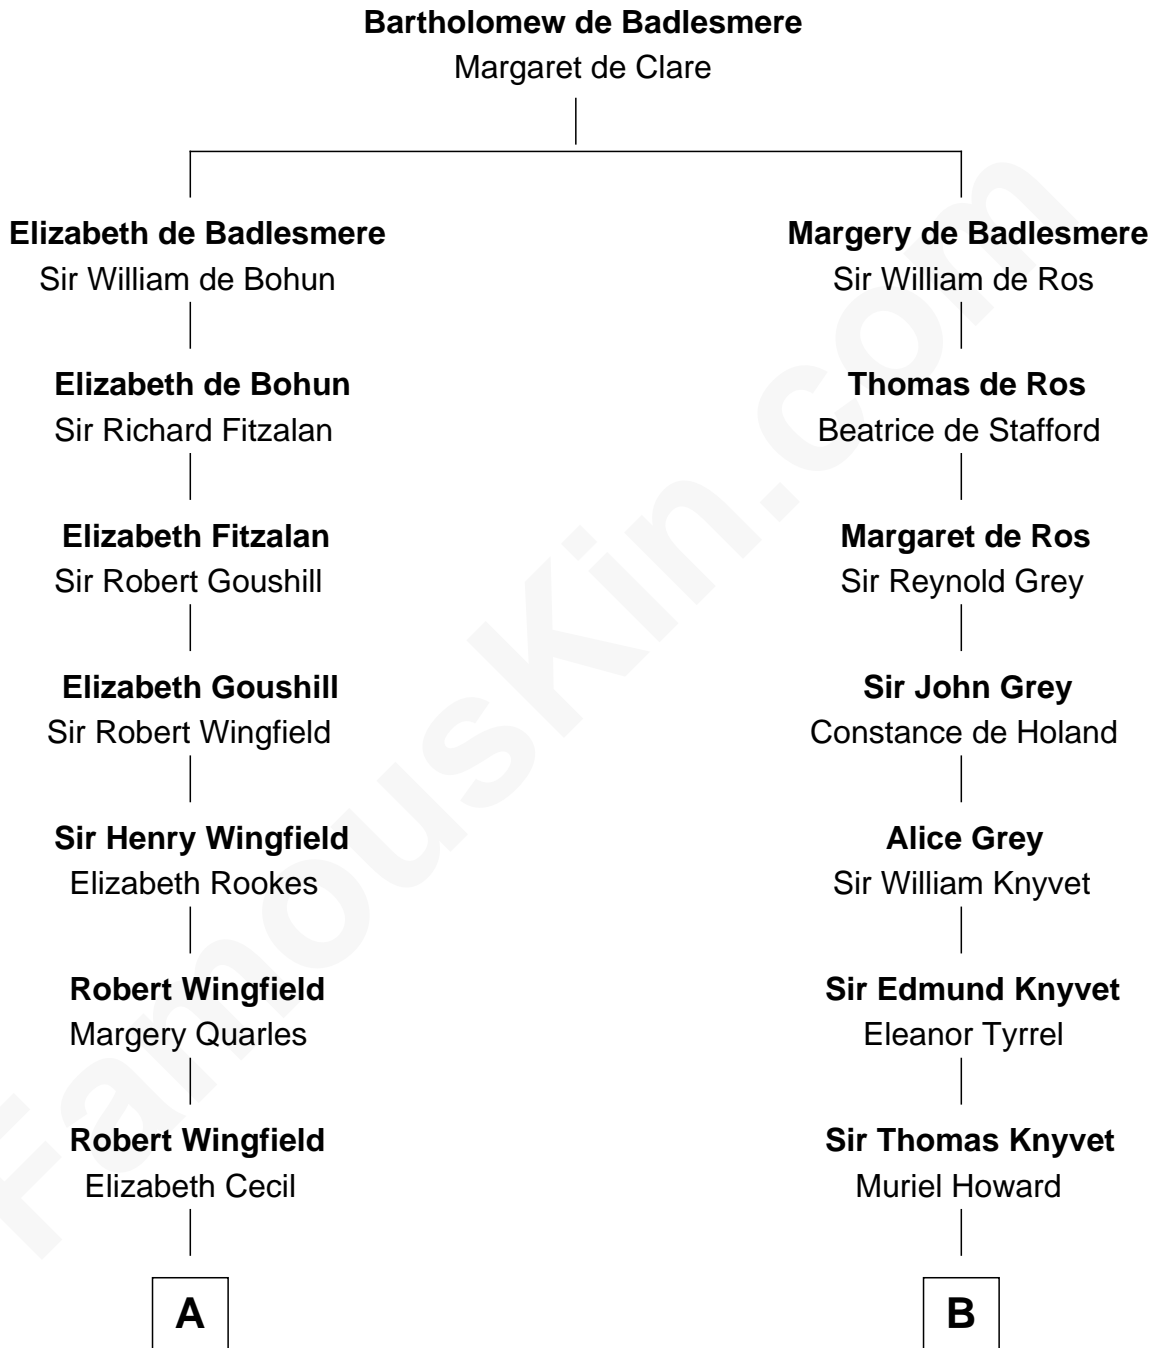 Bartholomew de Badlesmere
Margaret de Clare
Elizabeth de Badlesmere
Sir William de Bohun
Elizabeth de Bohun
Sir Richard Fitzalan
Elizabeth Fitzalan
Sir Robert Goushill
Elizabeth Goushill
Sir Robert Wingfield
Sir Henry Wingfield
Elizabeth Rookes
Robert Wingfield
Margery Quarles
Robert Wingfield
Elizabeth Cecil
A
Margery de Badlesmere
Sir William de Ros
Thomas de Ros
Beatrice de Stafford
Margaret de Ros
Sir Reynold Grey
Sir John Grey
Constance de Holand
Alice Grey
Sir William Knyvet
Sir Edmund Knyvet
Eleanor Tyrrel
Sir Thomas Knyvet
Muriel Howard
B
FamousKin.com